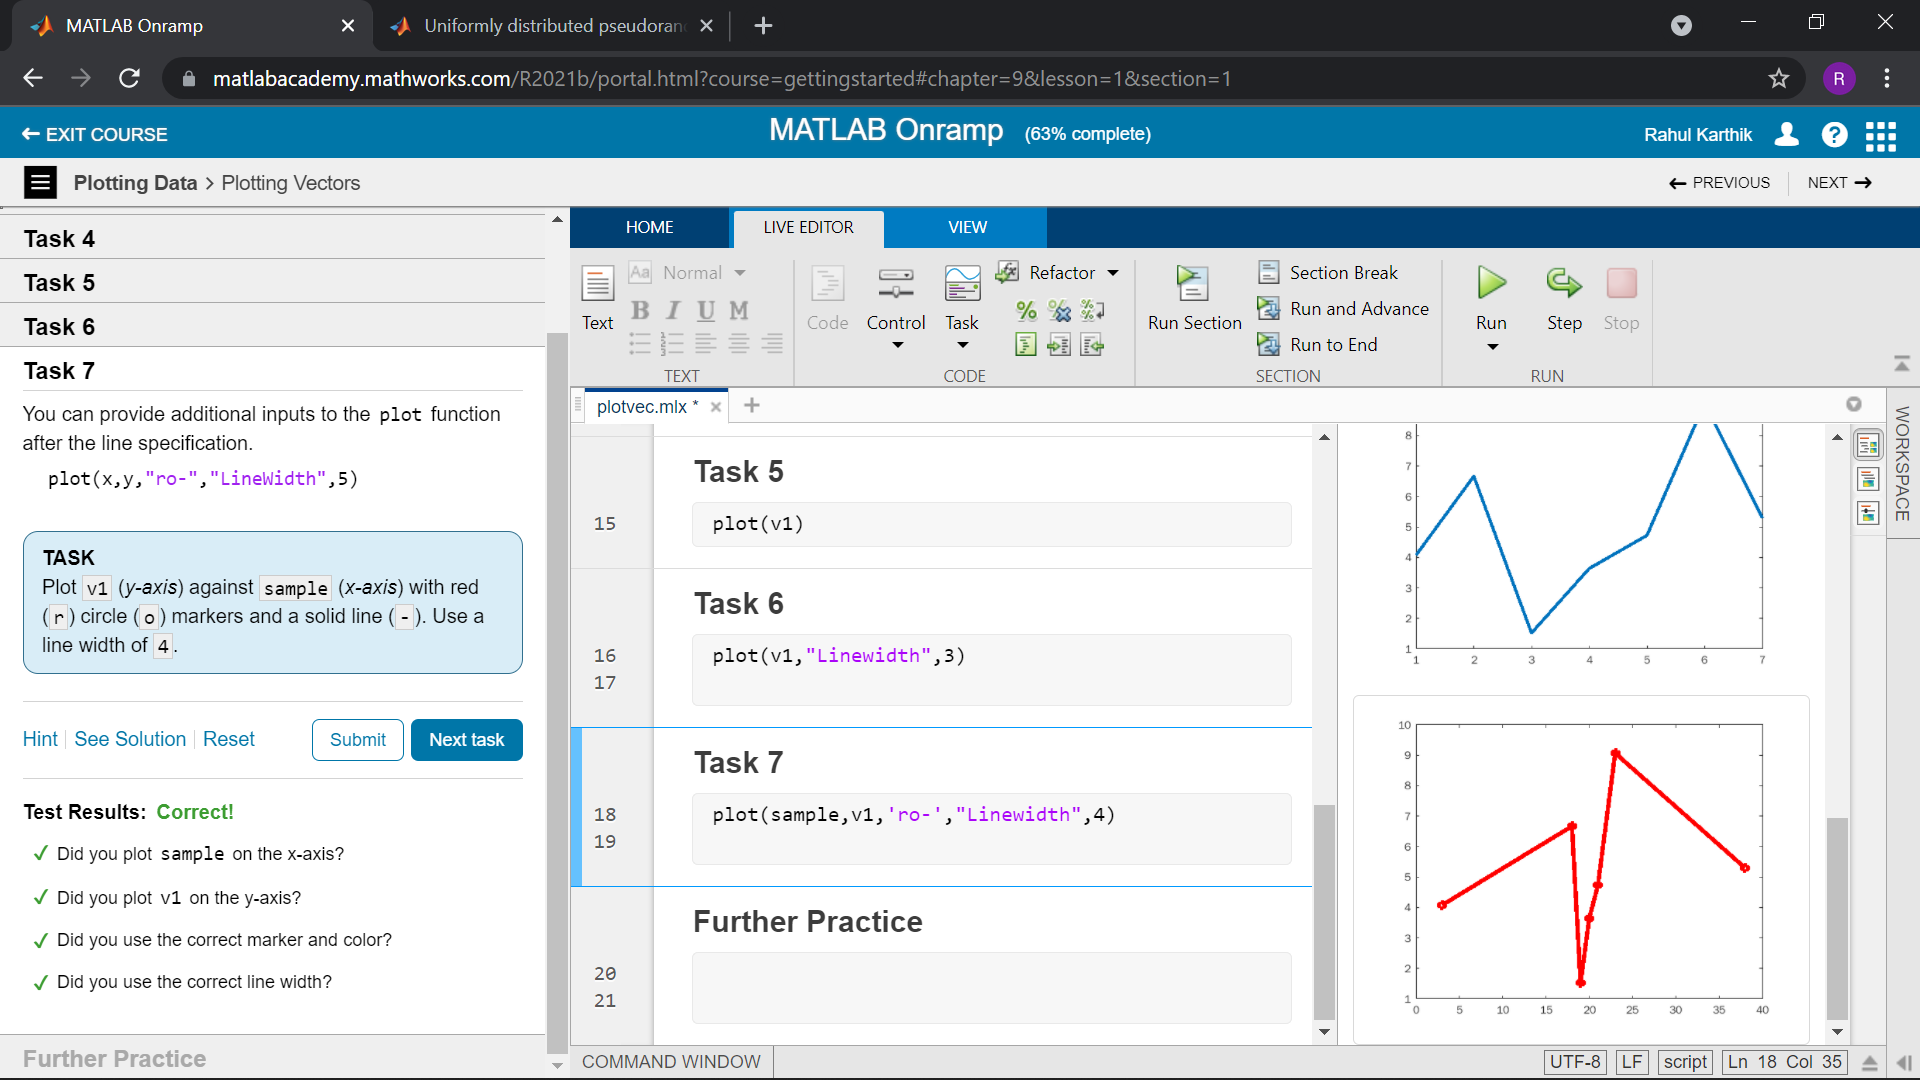 MATLAB Onramp
Uniformly distributed pseudoran
matlabacademy.mathworks.com/R2021b/portal.html?course=gettingstarted#chapter=9&lesson=1&section=1
R
EXIT COURSE
MATLAB Onramp (63% complete)
Rahul Karthik
Plotting Data > Plotting Vectors
PREVIOUS
NEXT
Task 4
Task 5
Task 6
Task 7
You can provide additional inputs to the plot function
after the line specification.
plot(x,y,"ro-","LineWidth",5)
TASK
Plot v1 (y-axis) against sample (x-axis) with red
(r) circle (o) markers and a solid line (-). Use a
line width of 4.
Hint
See Solution
Reset
Submit
Next task
Test Results: Correct!
✓ Did you plot sample on the x-axis?
✓ Did you plot v1 on the y-axis?
✓ Did you use the correct marker and color?
✓ Did you use the correct line width?
Further Practice
HOME
LIVE EDITOR
VIEW
Text
Aa Normal
B I U M
TEXT
Code
Control
Task
Refactor
CODE
Run Section
Section Break
Run and Advance
Run to End
SECTION
Run
Step
Stop
RUN
plotvec.mlx *
Task 5
15 plot(v1)
Task 6
16 plot(v1,"Linewidth",3)
17
Task 7
18 plot(sample,v1,'ro-',"Linewidth",4)
19
Further Practice
20
21
8
7
6
5
4
3
2
1
1 2 3 4 5 6 7
10
9
8
7
6
5
4
3
2
1
0 5 10 15 20 25 30 35 40
WORKSPACE
COMMAND WINDOW
UTF-8
LF
script
Ln 18 Col 35